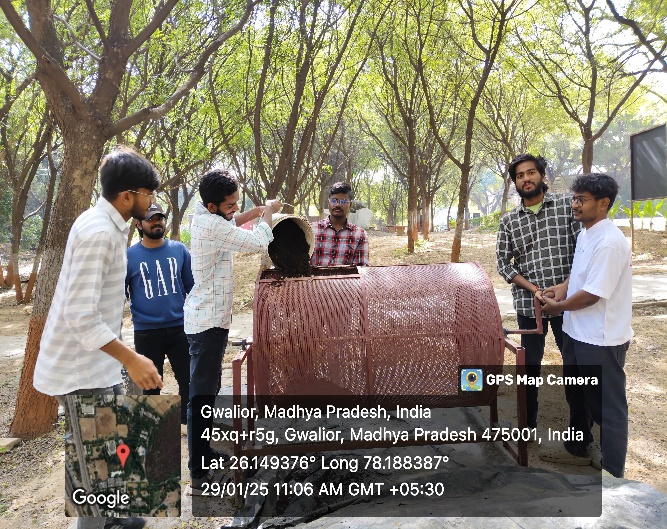 GAP
GPS Map Camera
Gwalior, Madhya Pradesh, India
45xq+r5g, Gwalior, Madhya Pradesh 475001, India
Lat 26.149376° Long 78.188387°
29/01/25 11:06 AM GMT +05:30
Google